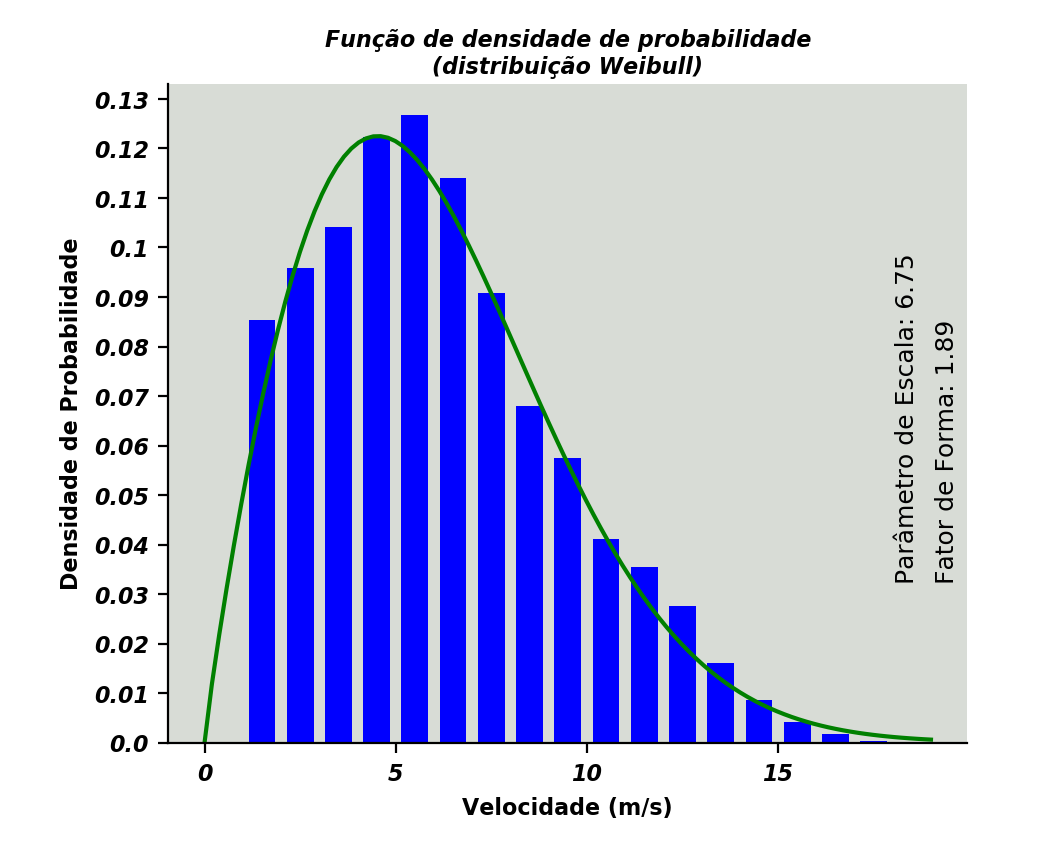 Função de densidade de probabilidade
(distribuição Weibull)
0.13
0.12
0.11
0.1
0.09
0.08
0.07
0.06
0.05
0.04
0.03
0.02
0.01
0.0
Densidade de Probabilidade
0 5 10 15
Velocidade (m/s)
Parâmetro de Escala: 6.75
Fator de Forma: 1.89